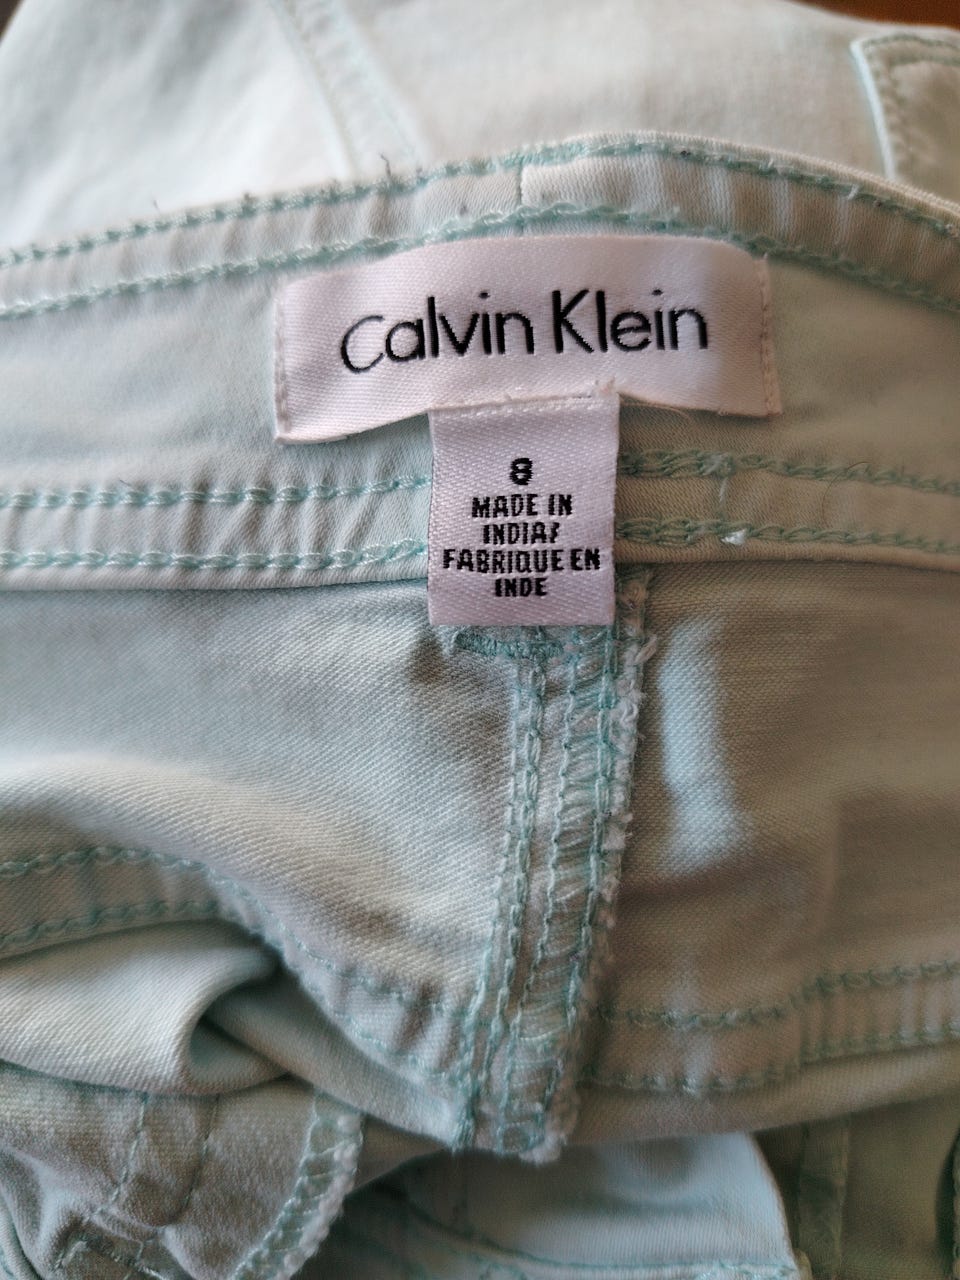 Calvin Klein
8
MADE IN
INDIA/
FABRIQUE EN
INDE